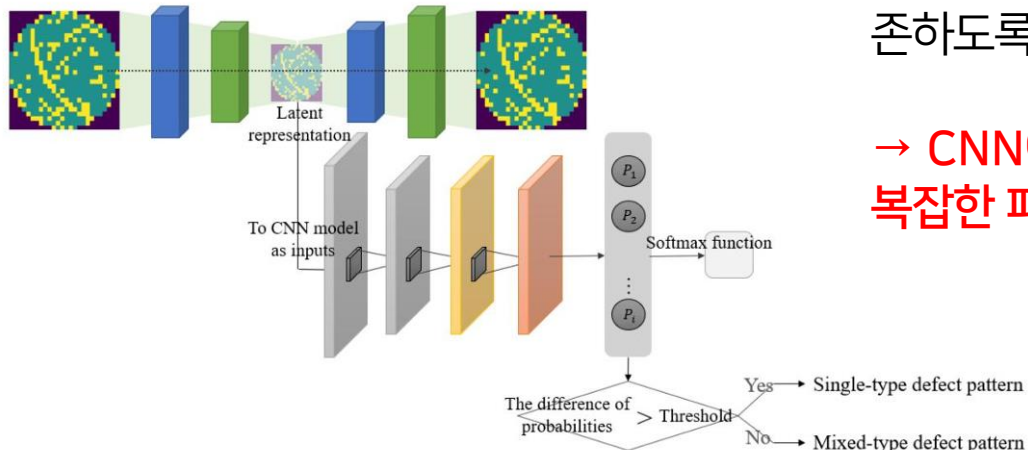 존하도록
→ CNN
복잡한
Latent
representation
To CNN model
as inputs
P₁
P₂
⋮
Pᵢ
Softmax function
The difference of
probabilities
> Threshold
Yes
Single-type defect pattern
No
Mixed-type defect pattern